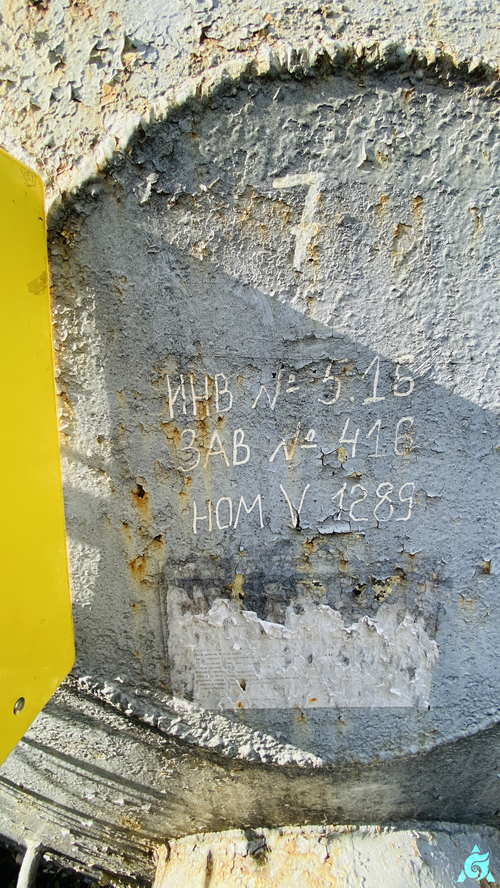 7
ИНВ № 5.15
ЗАВ № 416
НОМ V 1289